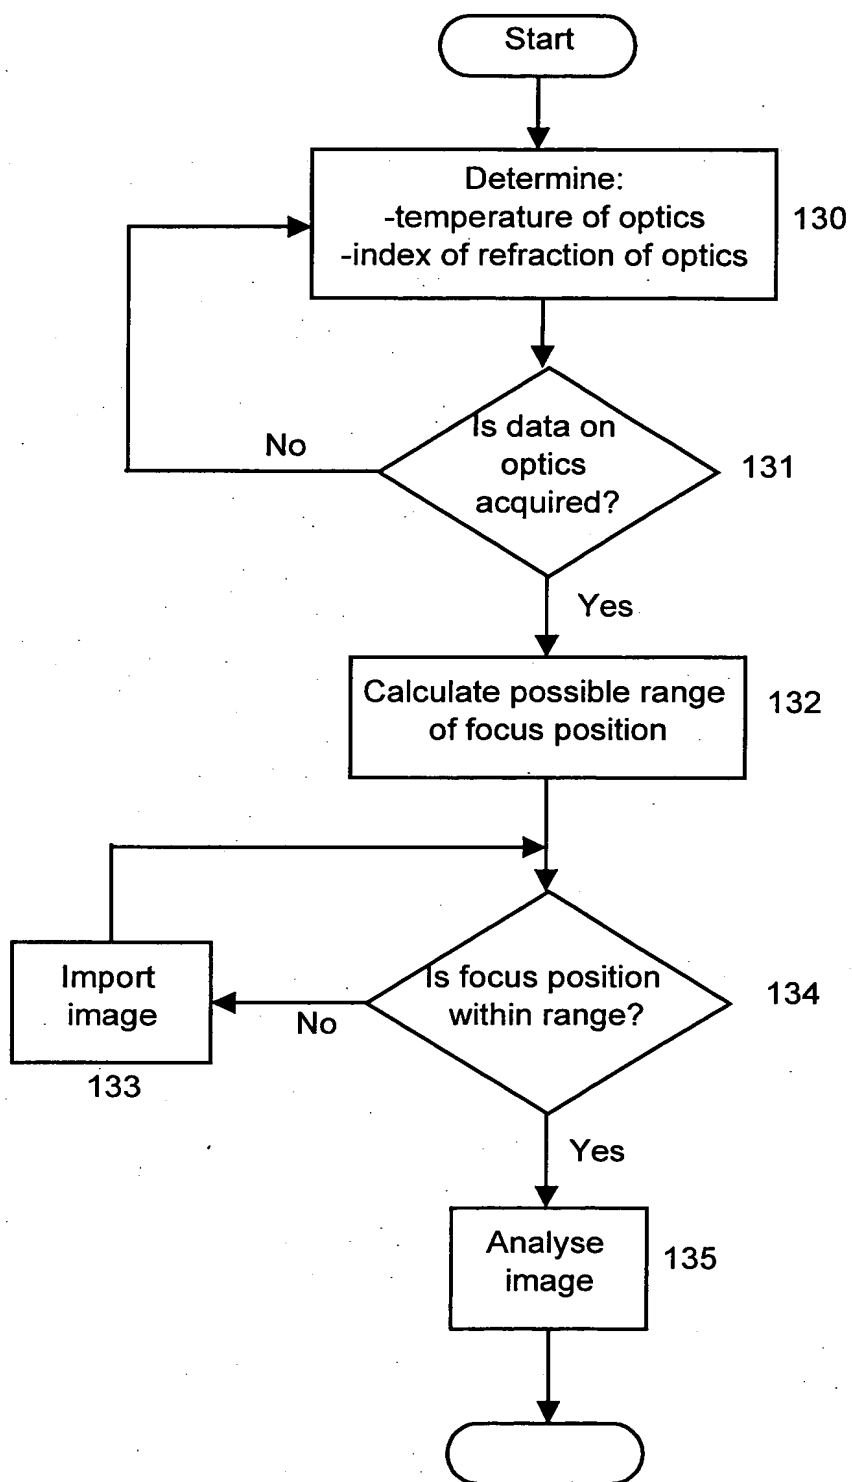 Start
Determine:
-temperature of optics
-index of refraction of optics
130
Is data on
optics
acquired?
131
No
Yes
Calculate possible range
of focus position
132
Import
image
133
Is focus position
within range?
134
No
Yes
Analyse
image
135